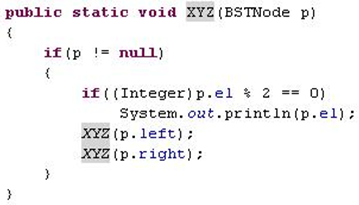 public static void XYZ(BSTNode p)
{
    if(p != null)
    {
        if((Integer)p.el % 2 == 0)
            System.out.println(p.el);
        XYZ(p.left);
        XYZ(p.right);
    }
}